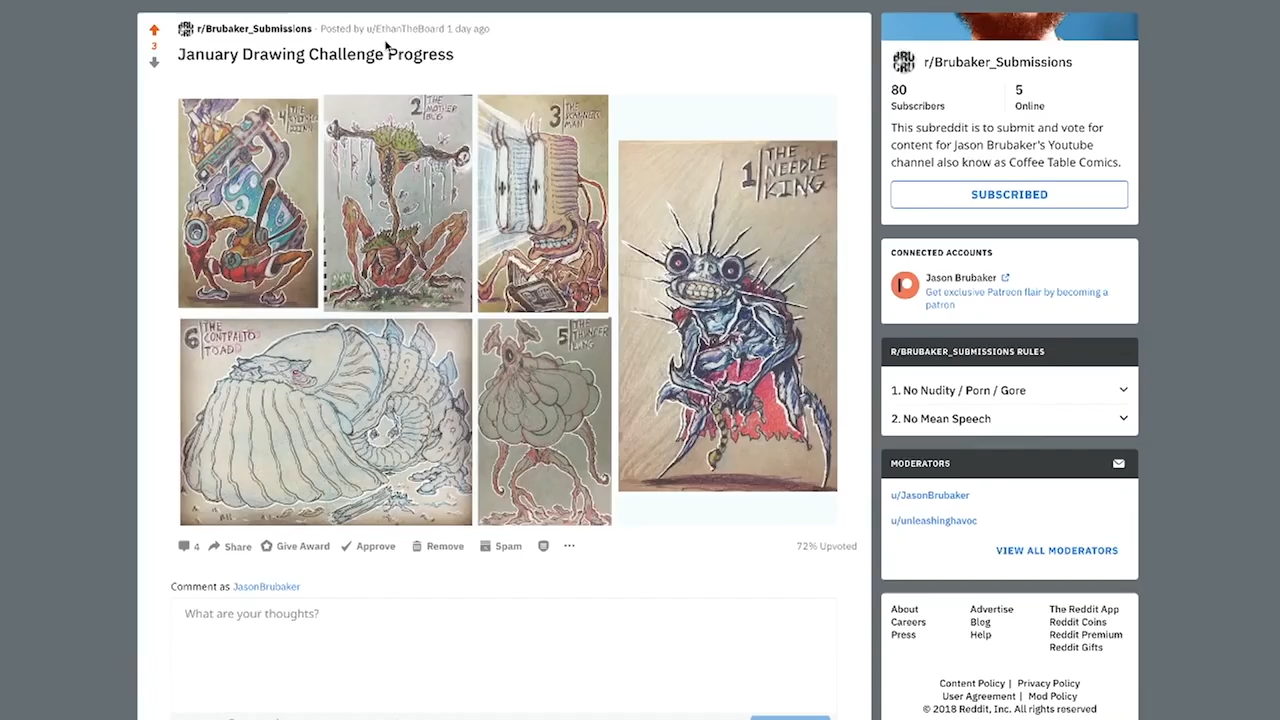 r/Brubaker_Submissions · Posted by u/EthanTheBoard 1 day ago
3
January Drawing Challenge Progress
4 THE
2 THE MOTHER
3 THE
MAN
1 THE
NEEDLE
KING
6 THE
CONTRALTO
TOAD
5 THE
THUNDER
4 Share Give Award Approve Remove Spam ···
72% Upvoted
Comment as JasonBrubaker
What are your thoughts?
r/Brubaker_Submissions
80 5
Subscribers Online
This subreddit is to submit and vote for
content for Jason Brubaker's Youtube
channel also know as Coffee Table Comics.
SUBSCRIBED
CONNECTED ACCOUNTS
Jason Brubaker
Get exclusive Patreon flair by becoming a
patron
R/BRUBAKER_SUBMISSIONS RULES
1. No Nudity / Porn / Gore
2. No Mean Speech
MODERATORS
u/JasonBrubaker
u/unleashinghavoc
VIEW ALL MODERATORS
About Advertise The Reddit App
Careers Blog Reddit Coins
Press Help Reddit Premium
Reddit Gifts
Content Policy | Privacy Policy
User Agreement | Mod Policy
© 2018 Reddit, Inc. All rights reserved